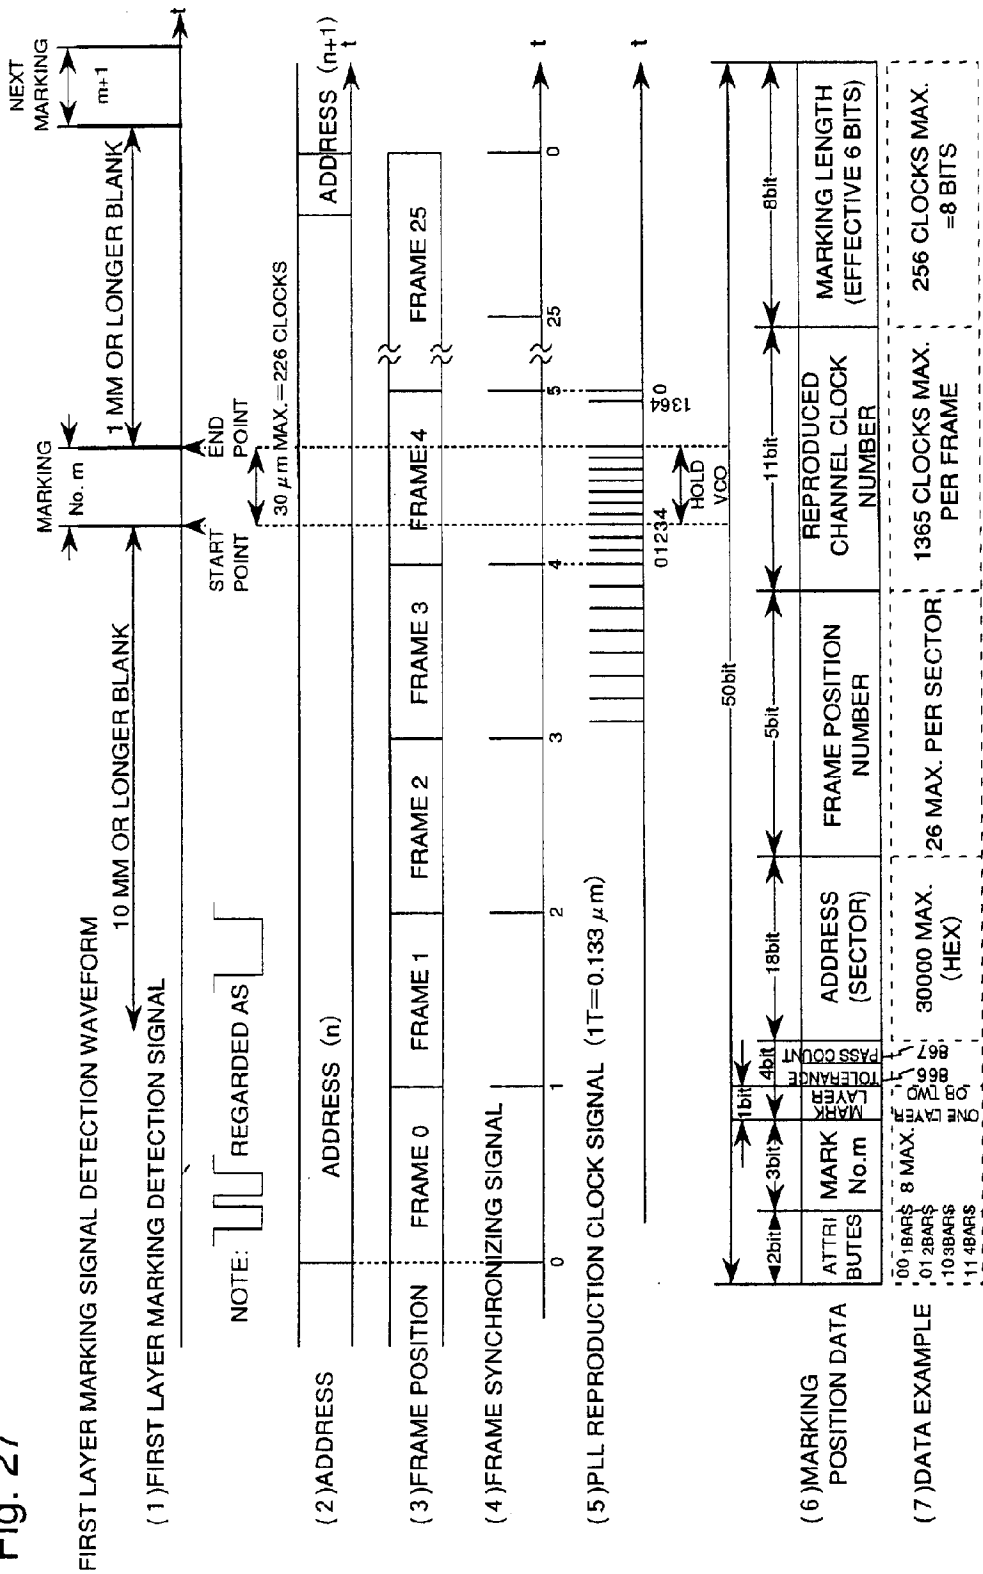 Fig. 27
FIRST LAYER MARKING SIGNAL DETECTION WAVEFORM
(1)FIRST LAYER MARKING DETECTION SIGNAL
10 MM OR LONGER BLANK
MARKING
No. m
1 MM OR LONGER BLANK
NEXT
MARKING
m+1
t
START
POINT
END
POINT
NOTE:
REGARDED AS
30 μm MAX.=226 CLOCKS
(2)ADDRESS
ADDRESS (n)
ADDRESS (n+1)
t
(3)FRAME POSITION
FRAME 0
FRAME 1
FRAME 2
FRAME 3
FRAME 4
FRAME 25
(4)FRAME SYNCHRONIZING SIGNAL
0
1
2
3
4
5
25
0
t
(5)PLL REPRODUCTION CLOCK SIGNAL (1T=0.133 μm)
01234
1364
0
t
HOLD
VCO
50bit
2bit
3bit
1bit
4bit
18bit
5bit
11bit
8bit
(6)MARKING
POSITION DATA
ATTRI
BUTES
MARK
No.m
MARK
LAYER
TOLERANCE
PASS COUNT
ADDRESS
(SECTOR)
FRAME POSITION
NUMBER
REPRODUCED
CHANNEL CLOCK
NUMBER
MARKING LENGTH
(EFFECTIVE 6 BITS)
(7)DATA EXAMPLE
00 1BARS
01 2BARS
10 3BARS
11 4BARS
8 MAX.
ONE LAYER
OR TWO
866
867
30000 MAX.
(HEX)
26 MAX. PER SECTOR
1365 CLOCKS MAX.
PER FRAME
256 CLOCKS MAX.
=8 BITS